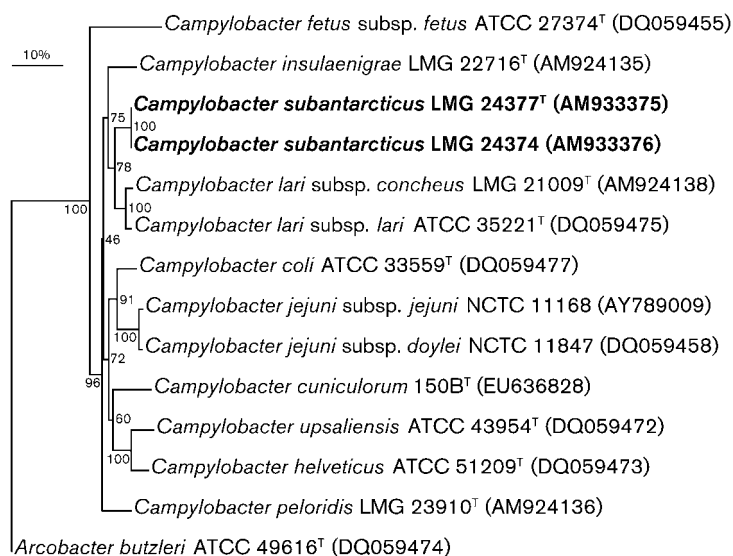 Campylobacter fetus subsp. fetus ATCC 27374ᵀ (DQ059455)
10%
Campylobacter insulaenigrae LMG 22716ᵀ (AM924135)
Campylobacter subantarcticus LMG 24377ᵀ (AM933375)
75
100
Campylobacter subantarcticus LMG 24374 (AM933376)
78
Campylobacter lari subsp. concheus LMG 21009ᵀ (AM924138)
100
100
Campylobacter lari subsp. lari ATCC 35221ᵀ (DQ059475)
46
Campylobacter coli ATCC 33559ᵀ (DQ059477)
91
Campylobacter jejuni subsp. jejuni NCTC 11168 (AY789009)
100
Campylobacter jejuni subsp. doylei NCTC 11847 (DQ059458)
72
96
Campylobacter cuniculorum 150Bᵀ (EU636828)
60
Campylobacter upsaliensis ATCC 43954ᵀ (DQ059472)
100
Campylobacter helveticus ATCC 51209ᵀ (DQ059473)
Campylobacter peloridis LMG 23910ᵀ (AM924136)
Arcobacter butzleri ATCC 49616ᵀ (DQ059474)